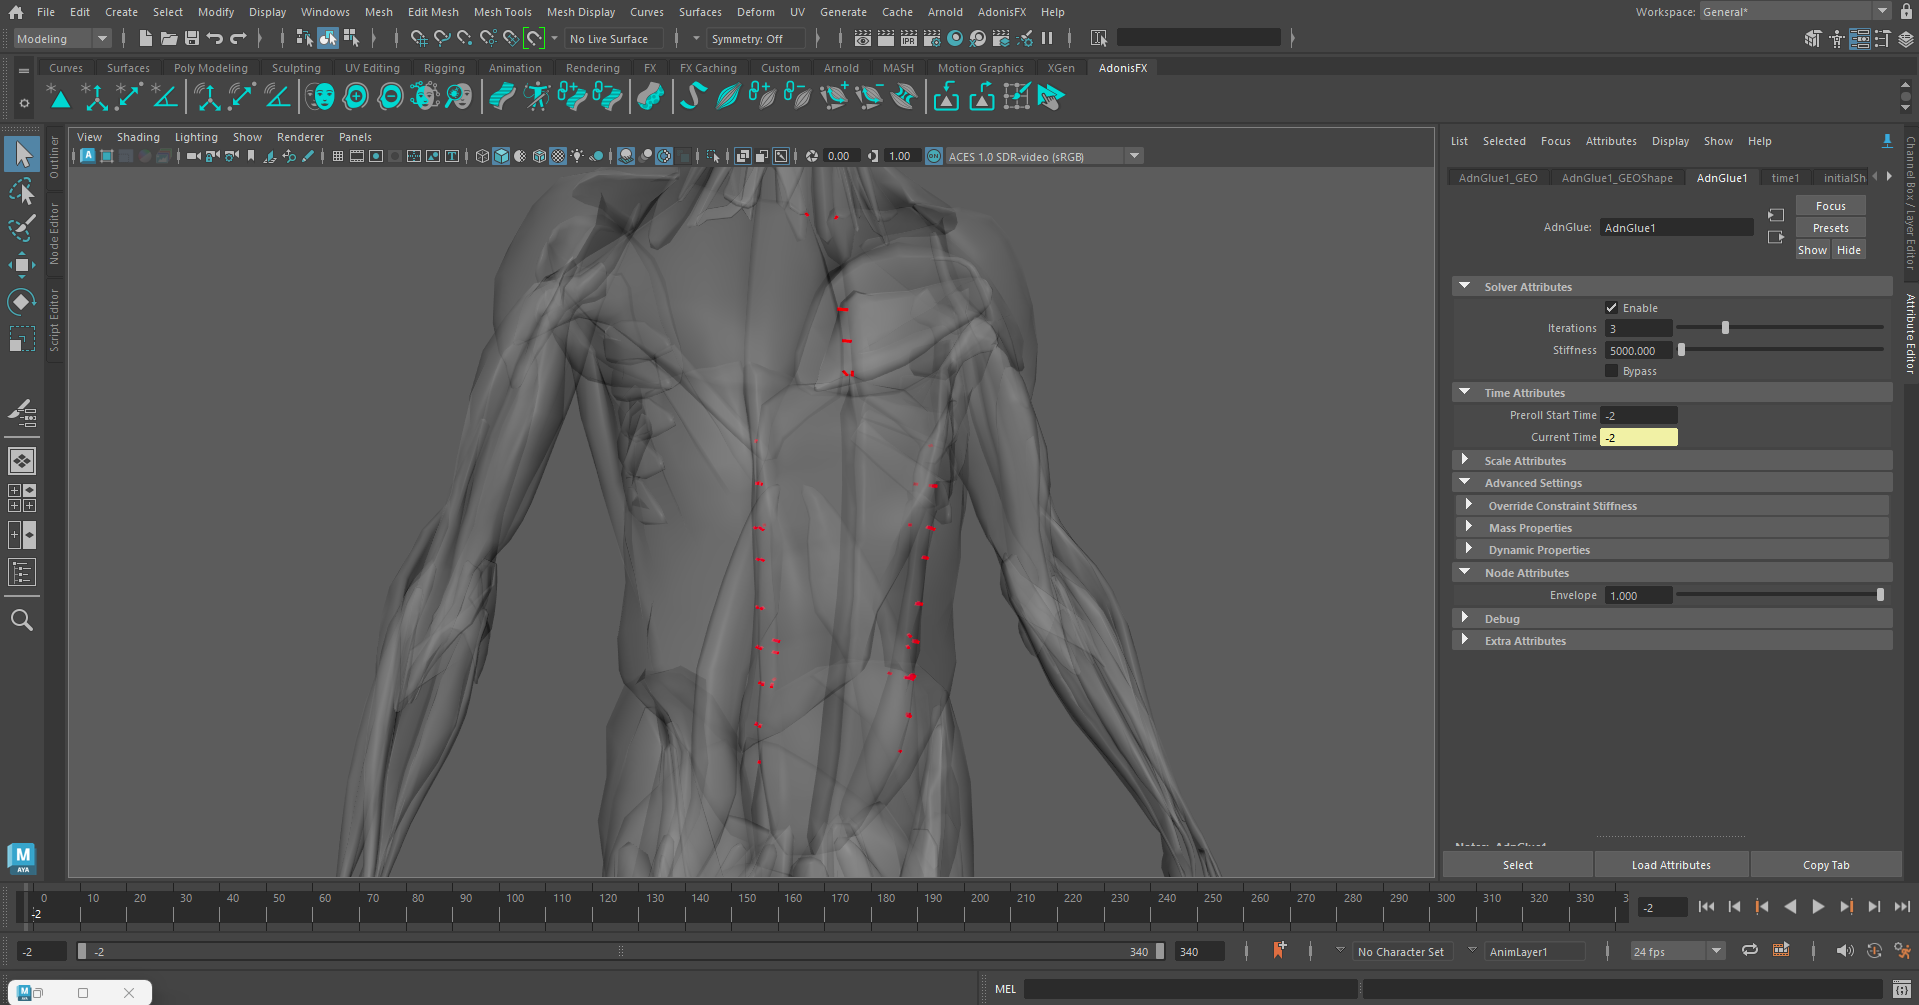 File Edit Create Select Modify Display Windows Mesh Edit Mesh Mesh Tools Mesh Display Curves Surfaces Deform UV Generate Cache Arnold AdonisFX Help Workspace: General*
Modeling No Live Surface Symmetry: Off IPR
Curves Surfaces Poly Modeling Sculpting UV Editing Rigging Animation Rendering FX FX Caching Custom Arnold MASH Motion Graphics XGen AdonisFX
View Shading Lighting Show Renderer Panels
0.00 1.00 ON ACES 1.0 SDR-video (sRGB)
Outliner
Node Editor
Script Editor
List Selected Focus Attributes Display Show Help
AdnGlue1_GEO AdnGlue1_GEOShape AdnGlue1 time1 initialSh
Focus
AdnGlue: AdnGlue1 Presets
Show Hide
Solver Attributes
Enable
Iterations 3
Stiffness 5000.000
Bypass
Time Attributes
Preroll Start Time -2
Current Time -2
Scale Attributes
Advanced Settings
Override Constraint Stiffness
Mass Properties
Dynamic Properties
Node Attributes
Envelope 1.000
Debug
Extra Attributes
Select Load Attributes Copy Tab
Channel Box / Layer Editor
Attribute Editor
M
AYA
0 10 20 30 40 50 60 70 80 90 100 110 120 130 140 150 160 170 180 190 200 210 220 230 240 250 260 270 280 290 300 310 320 330 3
-2 -2
-2 -2 340 340 No Character Set AnimLayer1 24 fps
MEL